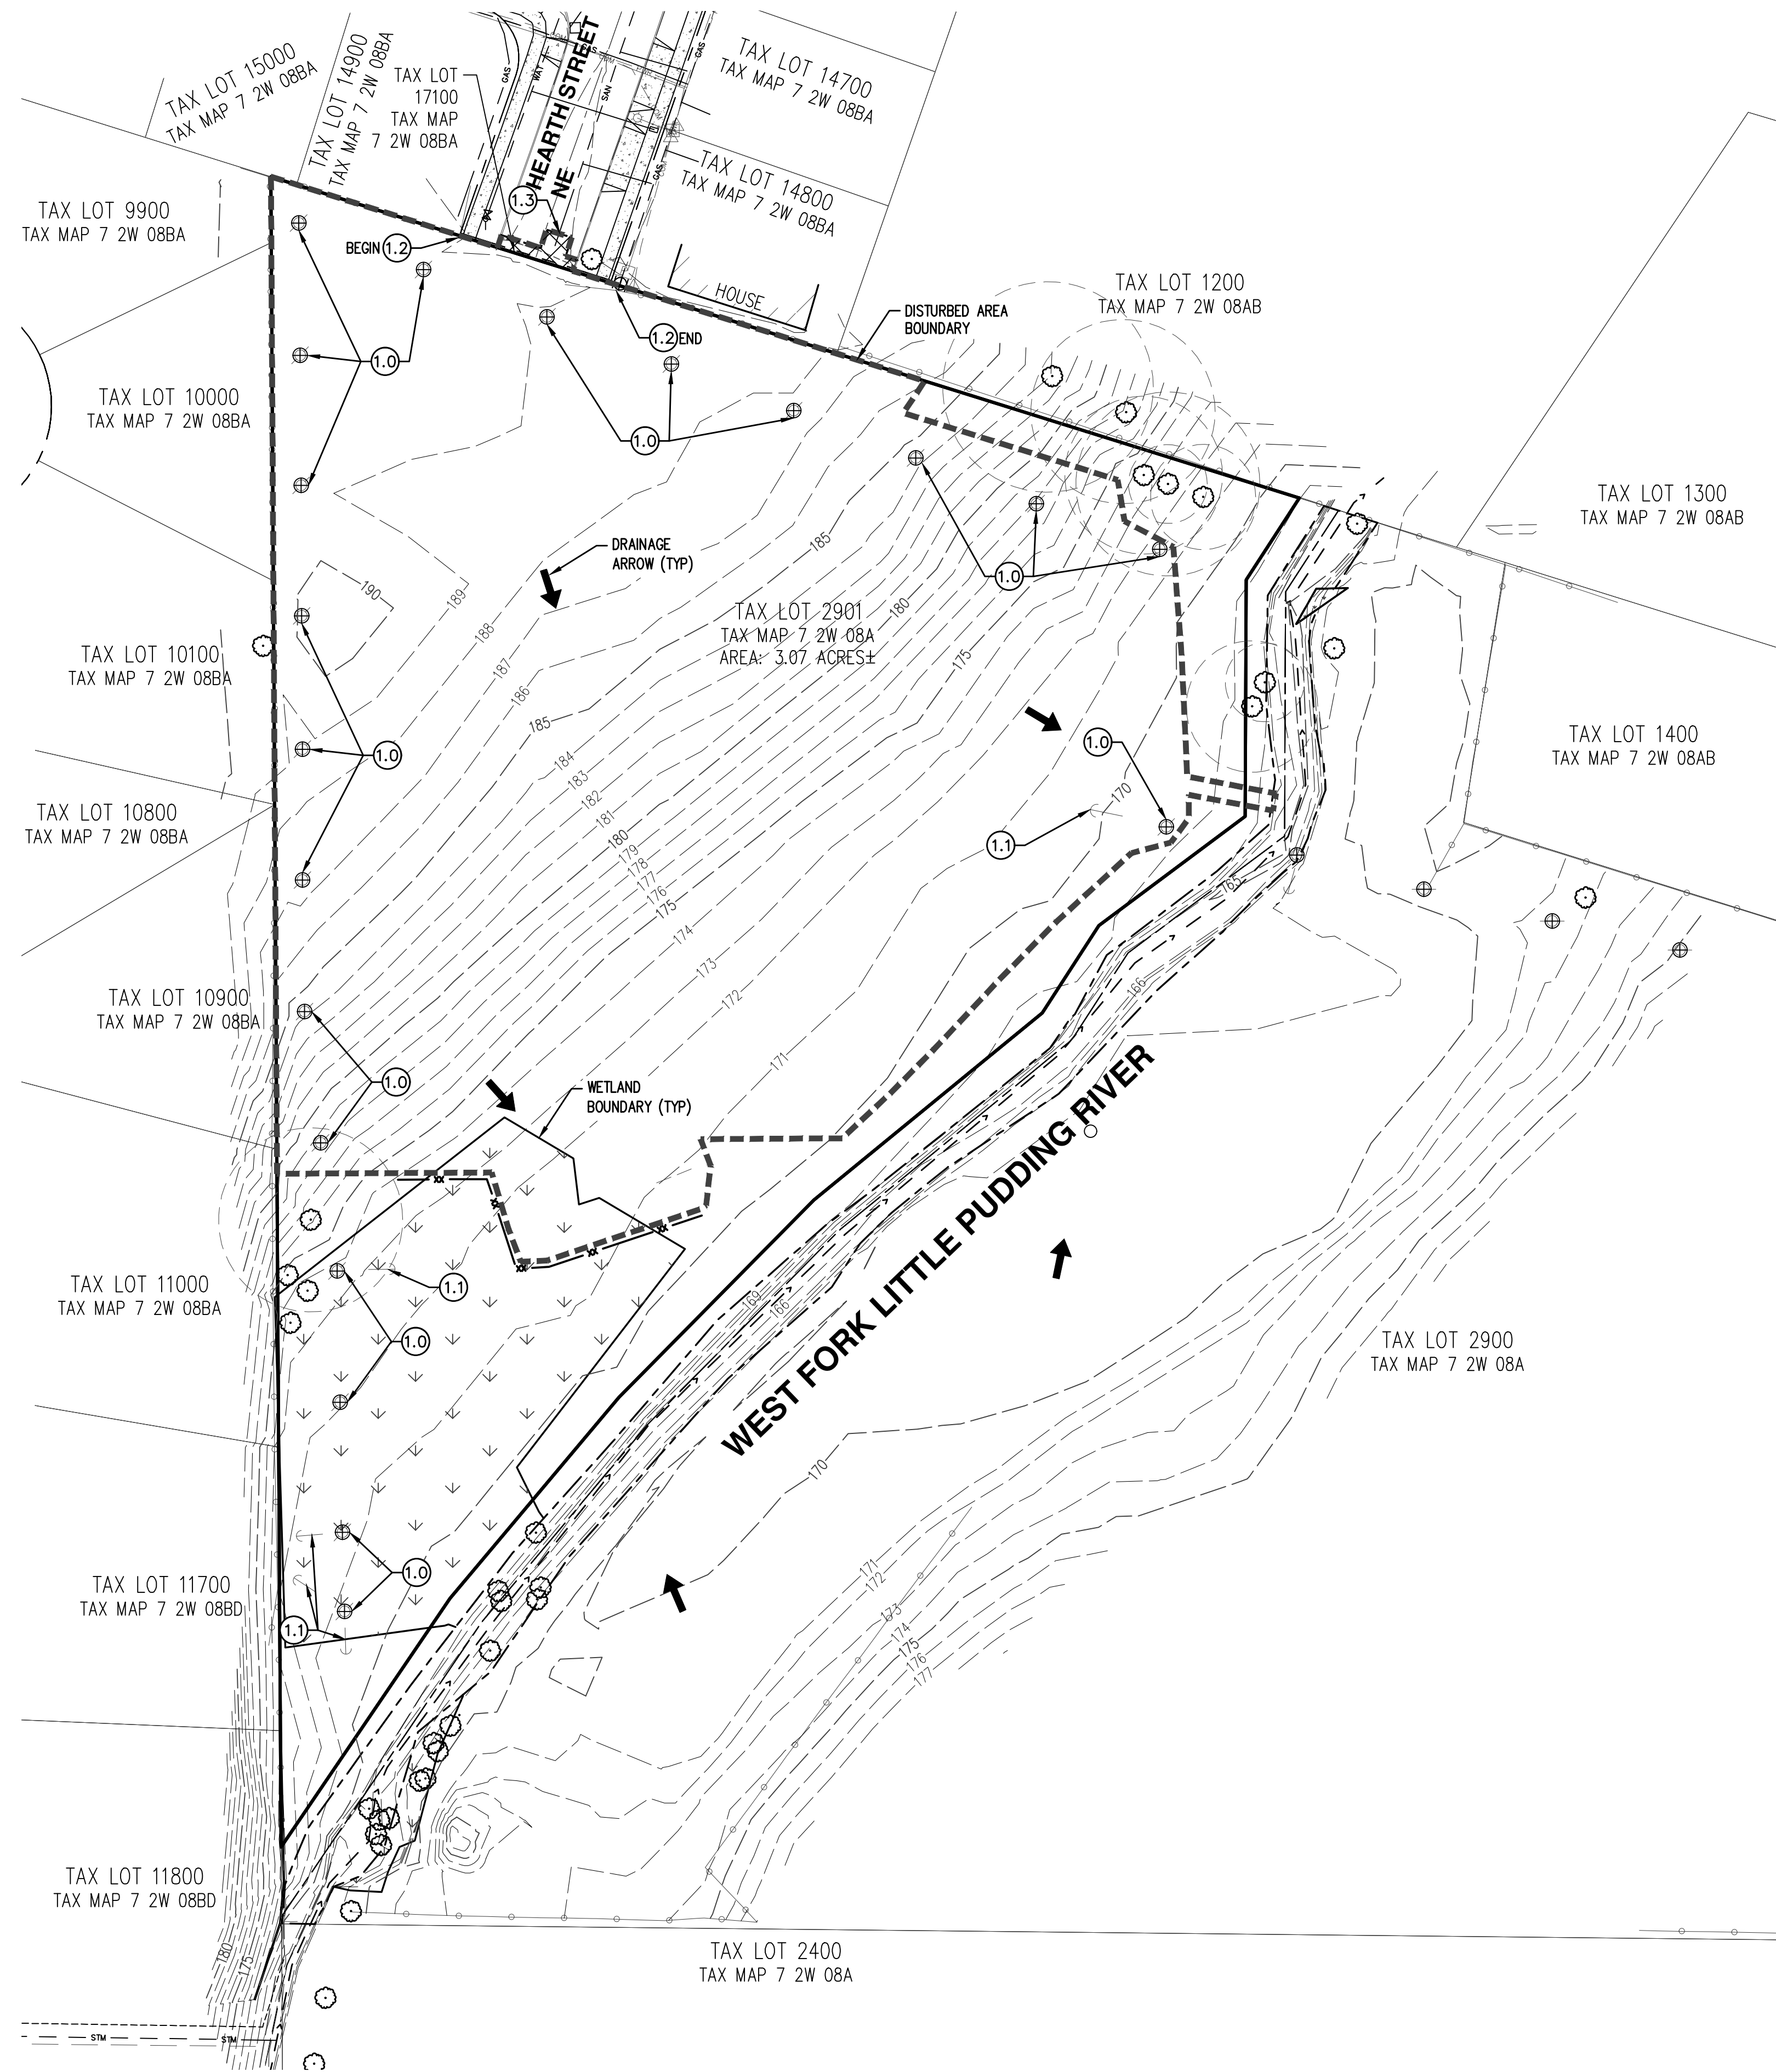 TAX LOT 15000
TAX MAP 7 2W 08BA
TAX LOT 14900
TAX MAP 7 2W 08BA
TAX LOT
17100
TAX MAP
7 2W 08BA
GAS
WAT
HEARTH STREET
NE
SAN
GAS
GAS
TAX LOT 14700
TAX MAP 7 2W 08BA
TAX LOT 14800
TAX MAP 7 2W 08BA
TAX LOT 9900
TAX MAP 7 2W 08BA
1.3
BEGIN 1.2
HOUSE
1.2 END
DISTURBED AREA
BOUNDARY
TAX LOT 1200
TAX MAP 7 2W 08AB
1.0
TAX LOT 10000
TAX MAP 7 2W 08BA
1.0
TAX LOT 1300
TAX MAP 7 2W 08AB
185
DRAINAGE
ARROW (TYP)
1.0
190
189
188
187
186
185
184
183
182
181
180
179
178
177
176
175
174
173
172
171
180
175
170
TAX LOT 2901
TAX MAP 7 2W 08A
AREA: 3.07 ACRES±
TAX LOT 10100
TAX MAP 7 2W 08BA
1.0
1.0
TAX LOT 1400
TAX MAP 7 2W 08AB
TAX LOT 10800
TAX MAP 7 2W 08BA
1.1
165
166
TAX LOT 10900
TAX MAP 7 2W 08BA
1.0
WETLAND
BOUNDARY (TYP)
WEST FORK LITTLE PUDDING RIVER
TAX LOT 11000
TAX MAP 7 2W 08BA
1.1
169
166
1.0
TAX LOT 2900
TAX MAP 7 2W 08A
170
1.0
TAX LOT 11700
TAX MAP 7 2W 08BD
1.1
171
172
173
174
175
176
177
TAX LOT 11800
TAX MAP 7 2W 08BD
180
175
TAX LOT 2400
TAX MAP 7 2W 08A
STM
STM